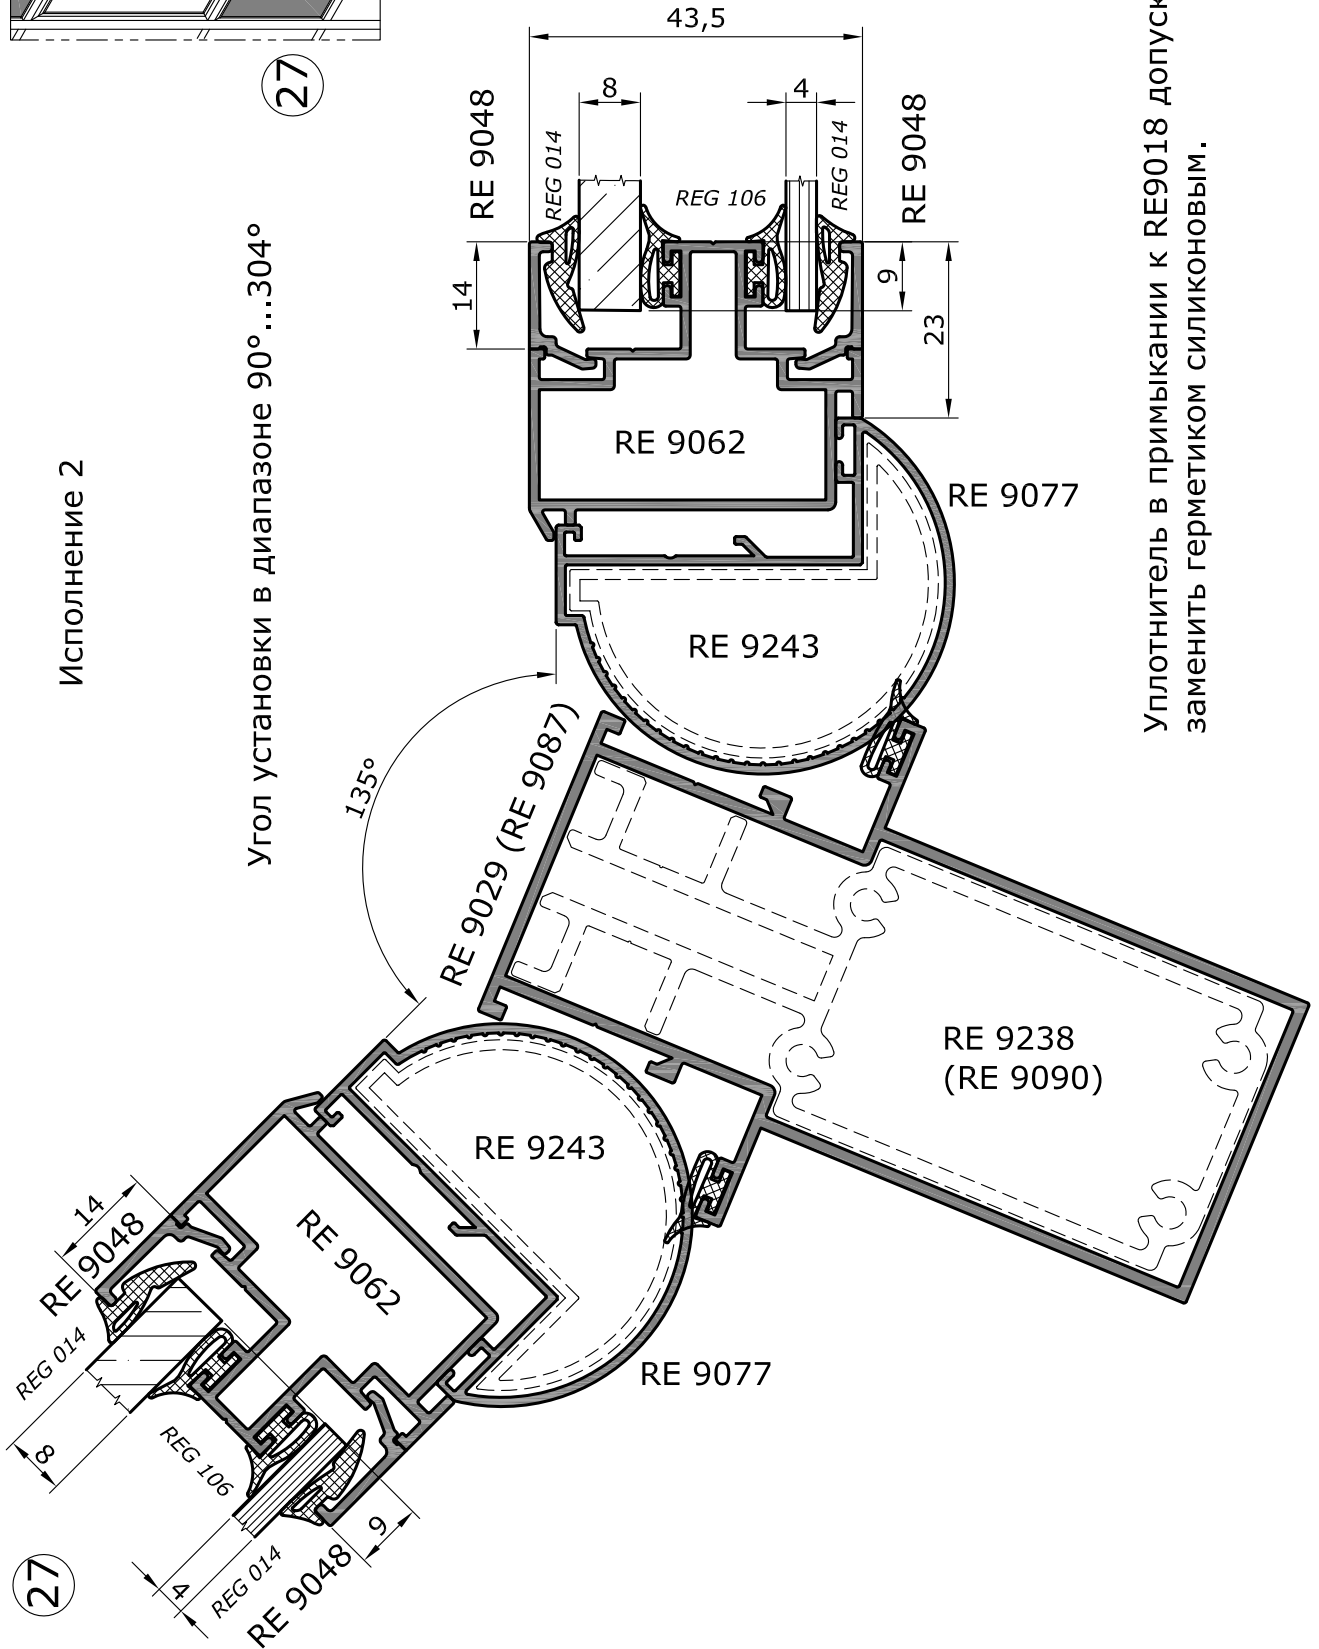 27
Исполнение 2
Угол установки в диапазоне 90°...304°
43,5
8
4
RE 9048
REG 014
REG 106
REG 014
RE 9048
14
9
23
RE 9062
RE 9077
RE 9243
135°
RE 9029 (RE 9087)
RE 9238
(RE 9090)
RE 9243
RE 9062
RE 9077
14
RE 9048
REG 014
8
REG 106
4
REG 014
RE 9048
9
27
Уплотнитель в примыкании к RE9018
заменить герметиком силиконовым.